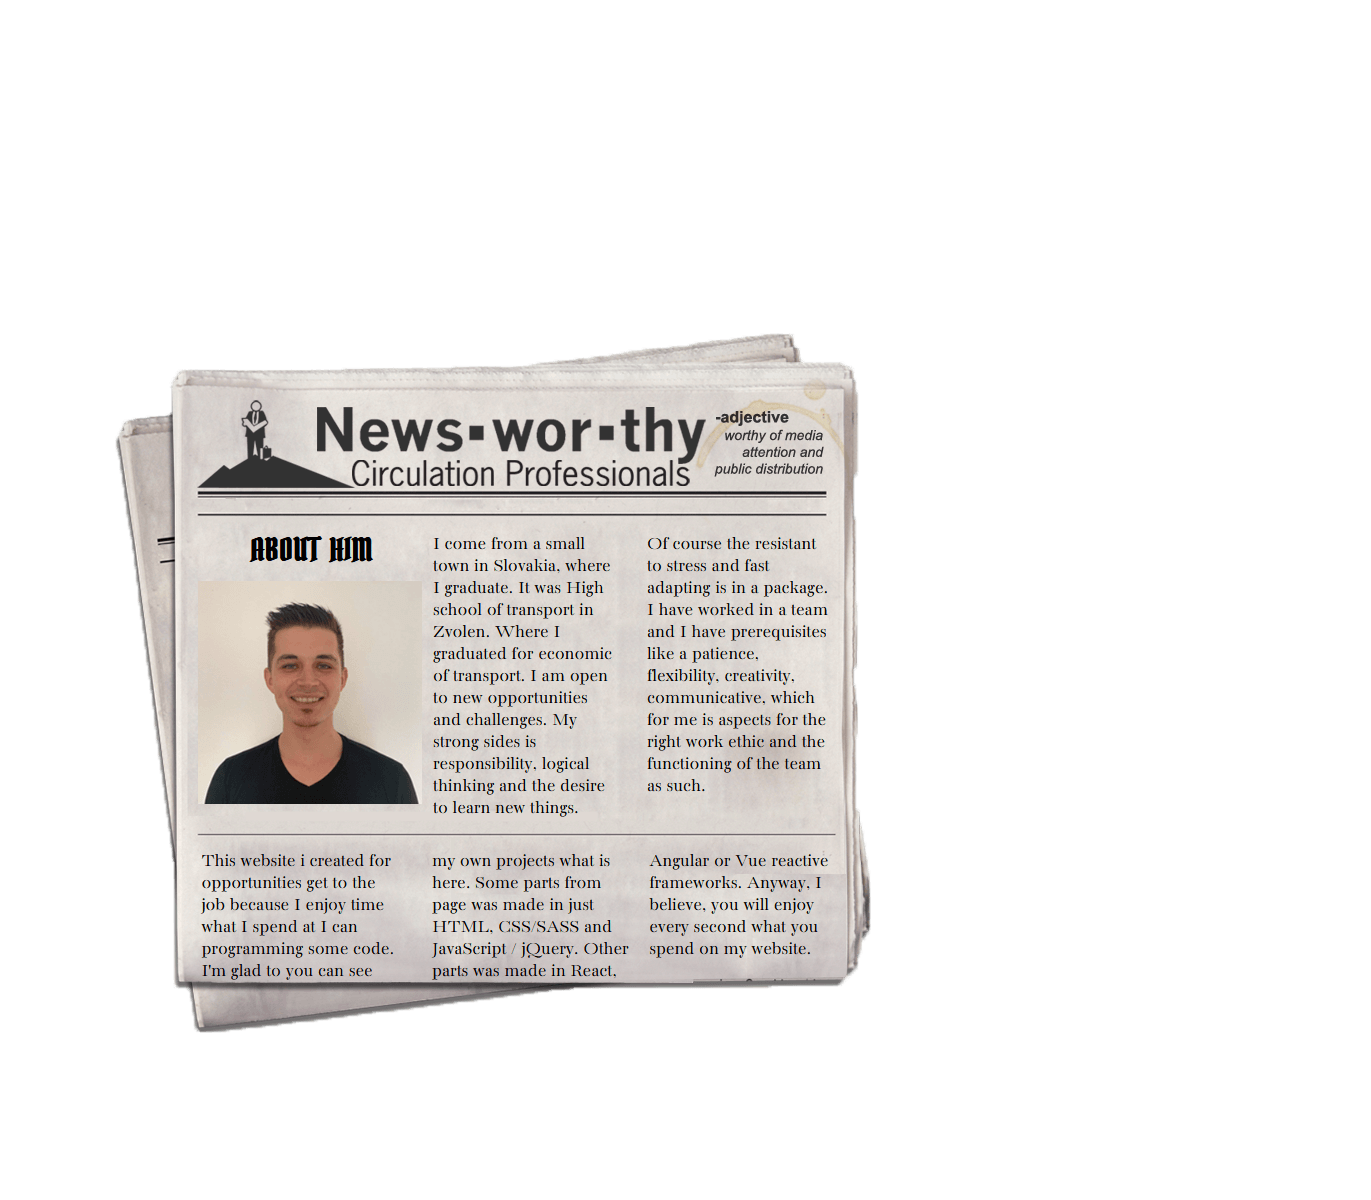 News▪wor▪thy
Circulation Professionals
-adjective
worthy of media
attention and
public distribution
ABOUT HIM
I come from a small
town in Slovakia, where
I graduate. It was High
school of transport in
Zvolen. Where I
graduated for economic
of transport. I am open
to new opportunities
and challenges. My
strong sides is
responsibility, logical
thinking and the desire
to learn new things.
Of course the resistant
to stress and fast
adapting is in a package.
I have worked in a team
and I have prerequisites
like a patience,
flexibility, creativity,
communicative, which
for me is aspects for the
right work ethic and the
functioning of the team
as such.
This website i created for
opportunities get to the
job because I enjoy time
what I spend at I can
programming some code.
I'm glad to you can see
my own projects what is
here. Some parts from
page was made in just
HTML, CSS/SASS and
JavaScript / jQuery. Other
parts was made in React,
Angular or Vue reactive
frameworks. Anyway, I
believe, you will enjoy
every second what you
spend on my website.